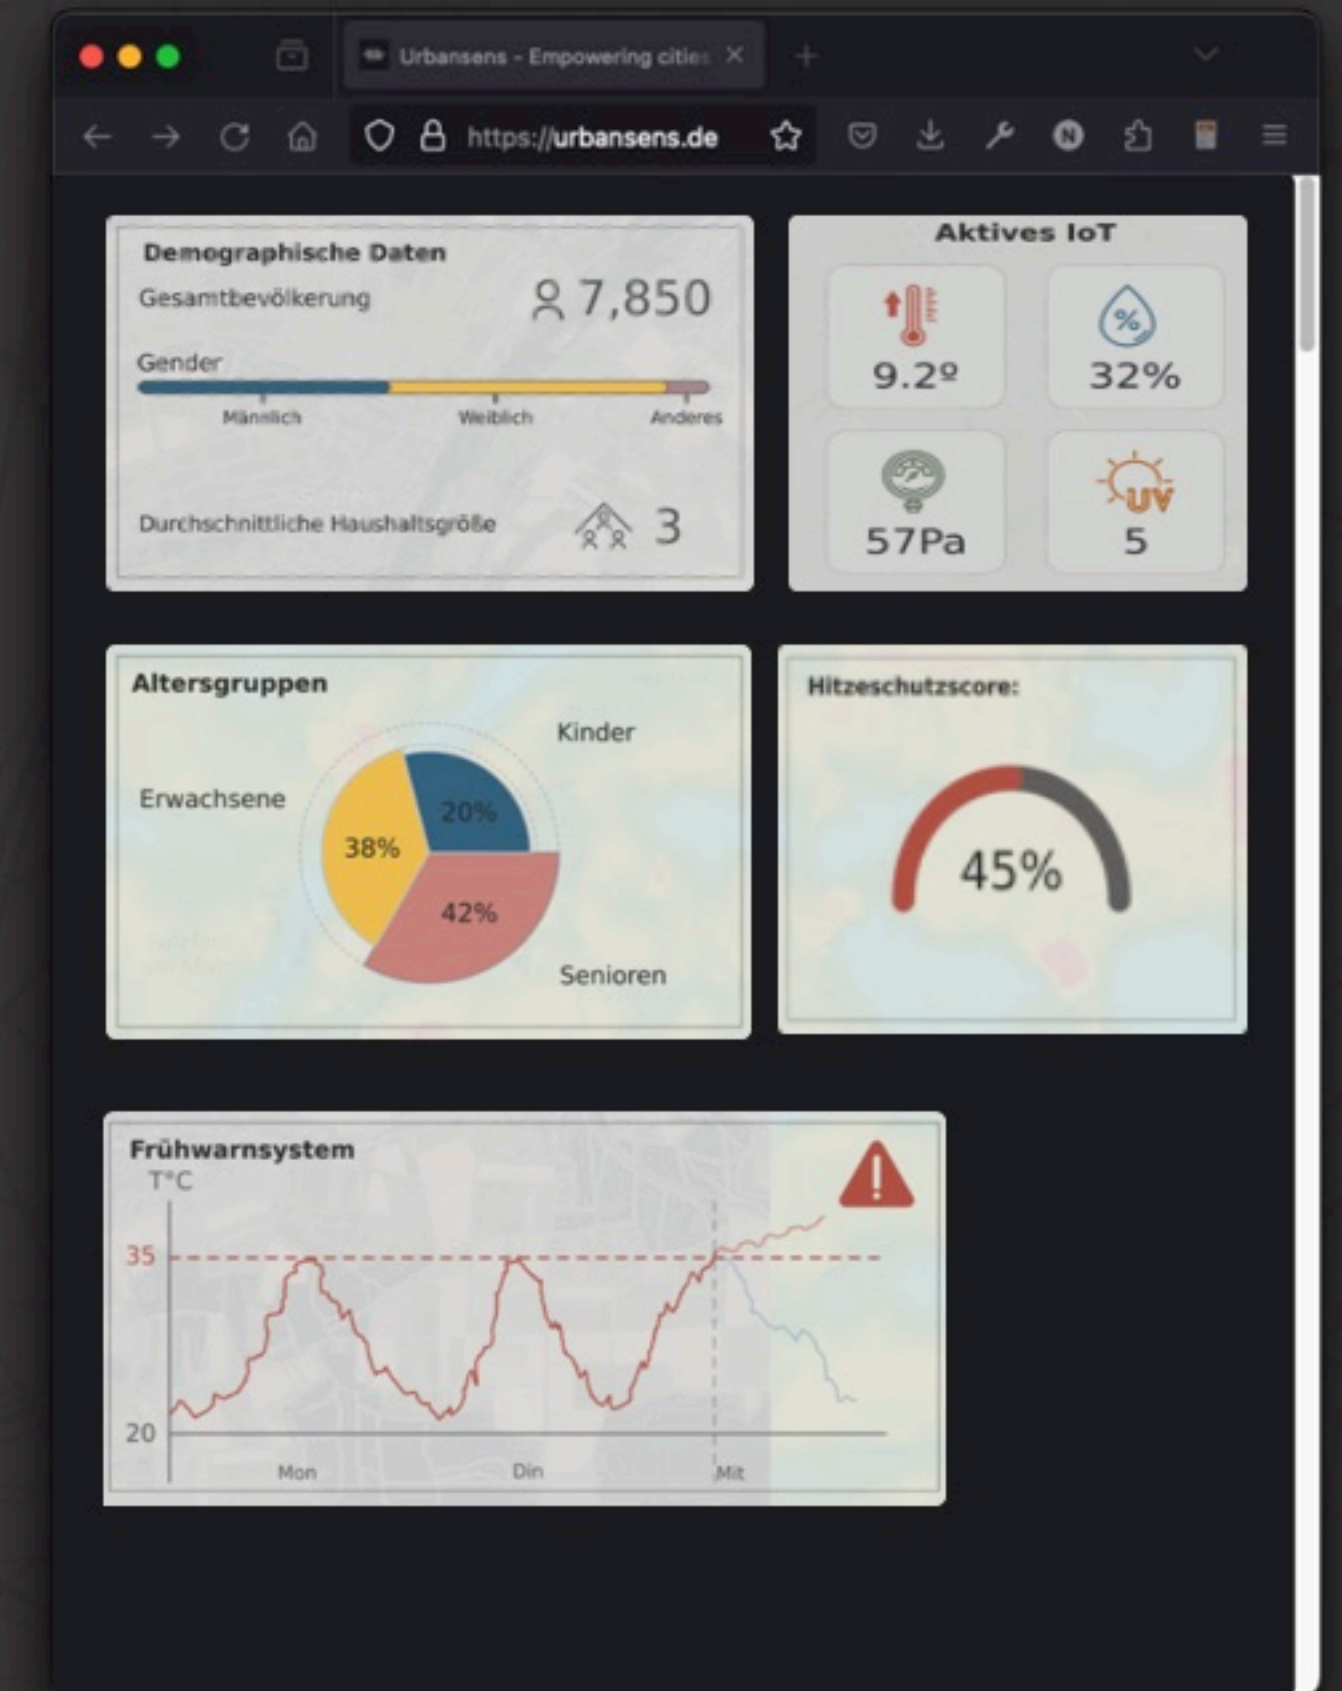 Urbansens - Empowering cities
https://urbansens.de
Demographische Daten
Gesamtbevölkerung
7,850
Gender
Männlich
Weiblich
Anderes
Durchschnittliche Haushaltsgröße
3
Aktives IoT
9.2º
%
32%
57Pa
UV
5
Altersgruppen
Kinder
Erwachsene
20%
38%
42%
Senioren
Hitzeschutzscore:
45%
Frühwarnsystem
T°C
35
20
Mon
Din
Mit